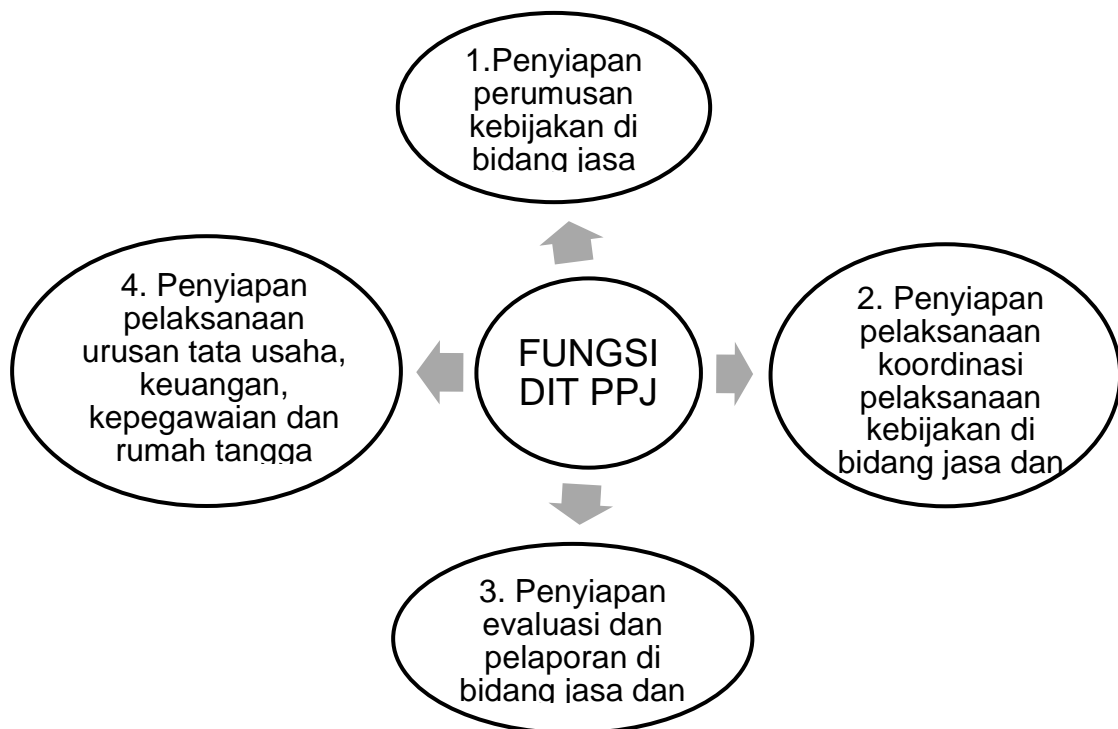 1.Penyiapan
perumusan
kebijakan di
bidang jasa
4. Penyiapan
pelaksanaan
urusan tata usaha,
keuangan,
kepegawaian dan
rumah tangga
FUNGSI
DIT PPJ
2. Penyiapan
pelaksanaan
koordinasi
pelaksanaan
kebijakan di
bidang jasa dan
3. Penyiapan
evaluasi dan
pelaporan di
bidang jasa dan